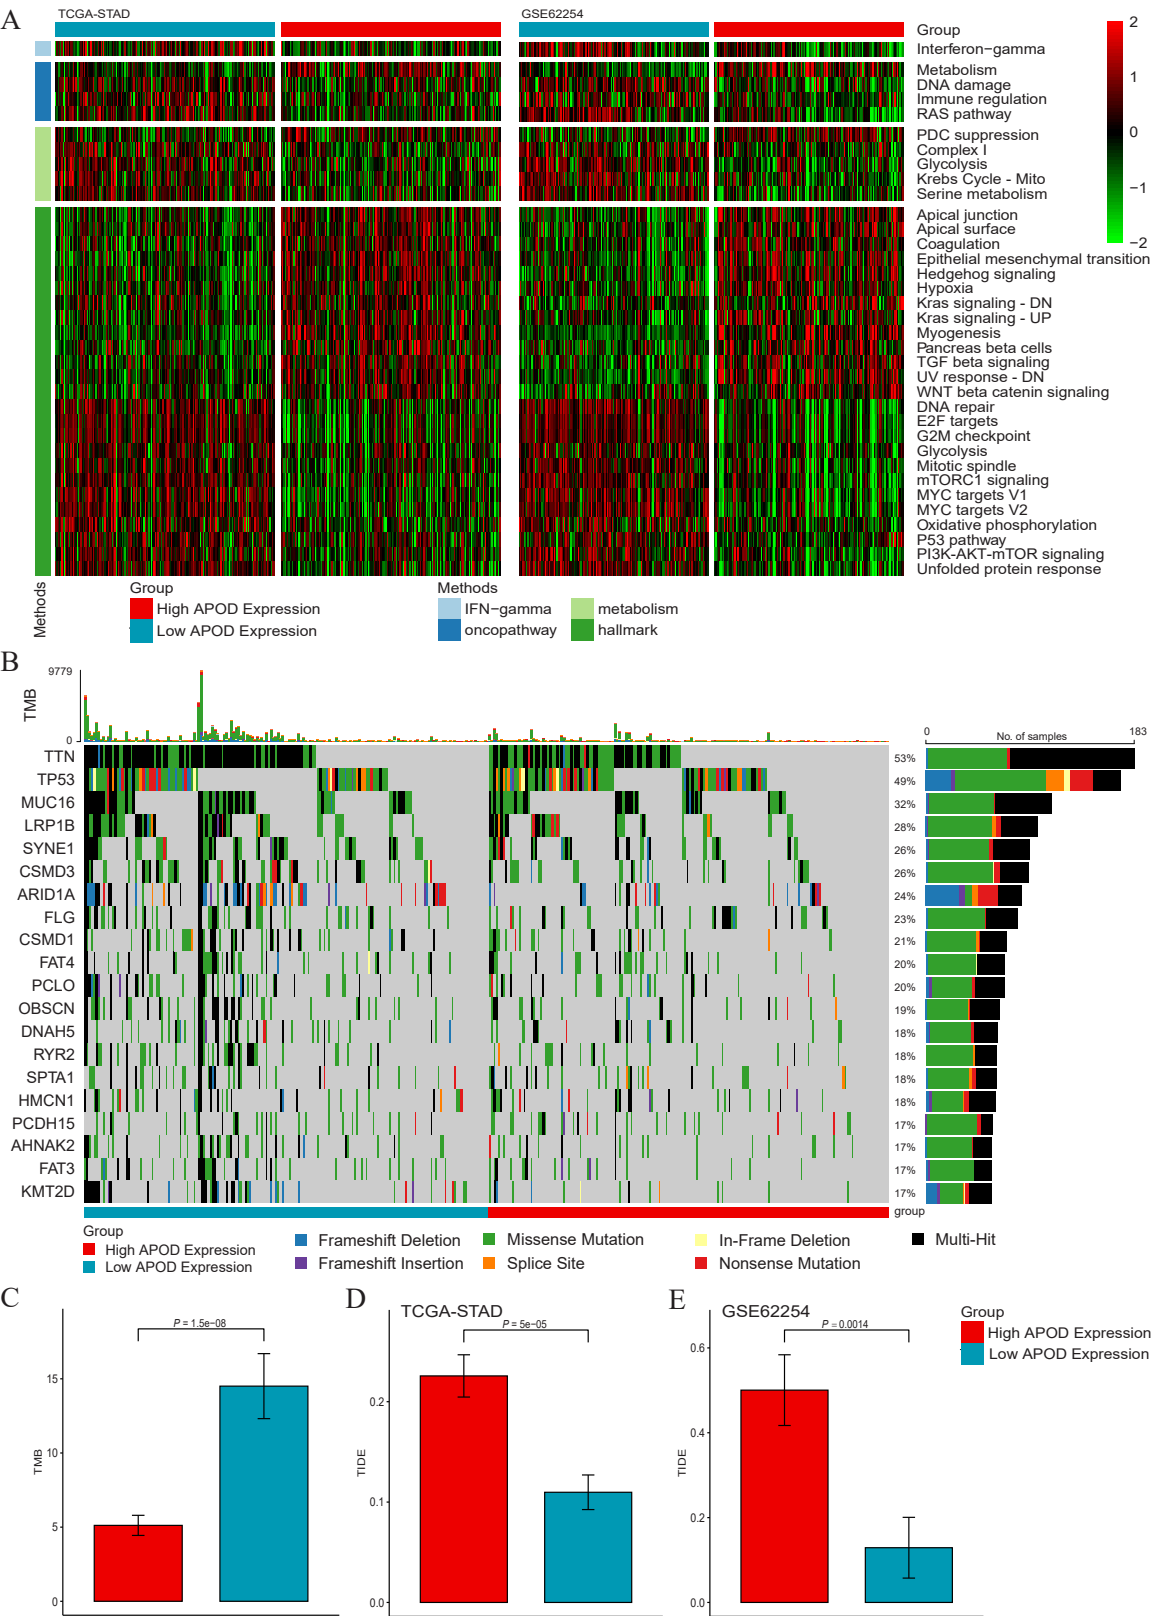 A
TCGA-STAD
GSE62254
Group
Interferon-gamma
Metabolism
DNA damage
Immune regulation
RAS pathway
PDC suppression
Complex I
Glycolysis
Krebs Cycle - Mito
Serine metabolism
Apical junction
Apical surface
Coagulation
Epithelial mesenchymal transition
Hedgehog signaling
Hypoxia
Kras signaling - DN
Kras signaling - UP
Myogenesis
Pancreas beta cells
TGF beta signaling
UV response - DN
WNT beta catenin signaling
DNA repair
E2F targets
G2M checkpoint
Glycolysis
Mitotic spindle
mTORC1 signaling
MYC targets V1
MYC targets V2
Oxidative phosphorylation
P53 pathway
PI3K-AKT-mTOR signaling
Unfolded protein response
2
1
0
−1
−2
Methods
Group
High APOD Expression
Low APOD Expression
Methods
IFN−gamma
oncopathway
metabolism
hallmark
B
9779
TMB
0
0
No. of samples
183
TTN 53%
TP53 49%
MUC16 32%
LRP1B 28%
SYNE1 26%
CSMD3 26%
ARID1A 24%
FLG 23%
CSMD1 21%
FAT4 20%
PCLO 20%
OBSCN 19%
DNAH5 18%
RYR2 18%
SPTA1 18%
HMCN1 18%
PCDH15 17%
AHNAK2 17%
FAT3 17%
KMT2D 17%
group
Group
High APOD Expression
Low APOD Expression
Frameshift Deletion
Frameshift Insertion
Missense Mutation
Splice Site
In-Frame Deletion
Nonsense Mutation
Multi-Hit
C
P = 1.5e−08
TMB
15
10
5
0
D
TCGA-STAD
P = 5e−05
TIDE
0.2
0.1
0.0
E
GSE62254
P = 0.0014
TIDE
0.6
0.4
0.2
0.0
Group
High APOD Expression
Low APOD Expression